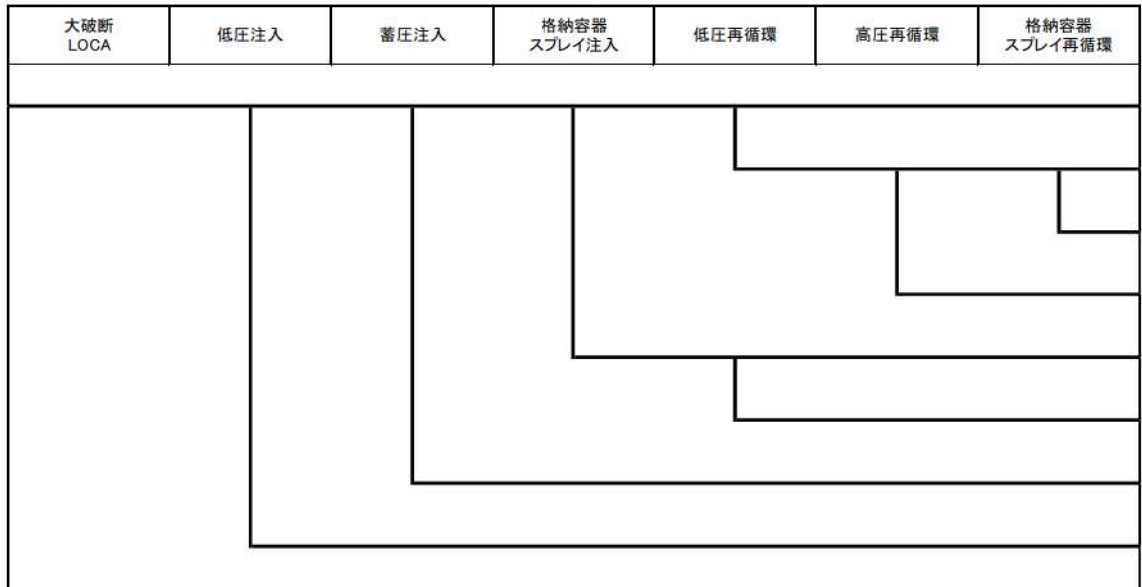 大破断
LOCA
低圧注入
蓄圧注入
格納容器
スプレイ注入
低圧再循環
高圧再循環
格納容器
スプレイ再循環